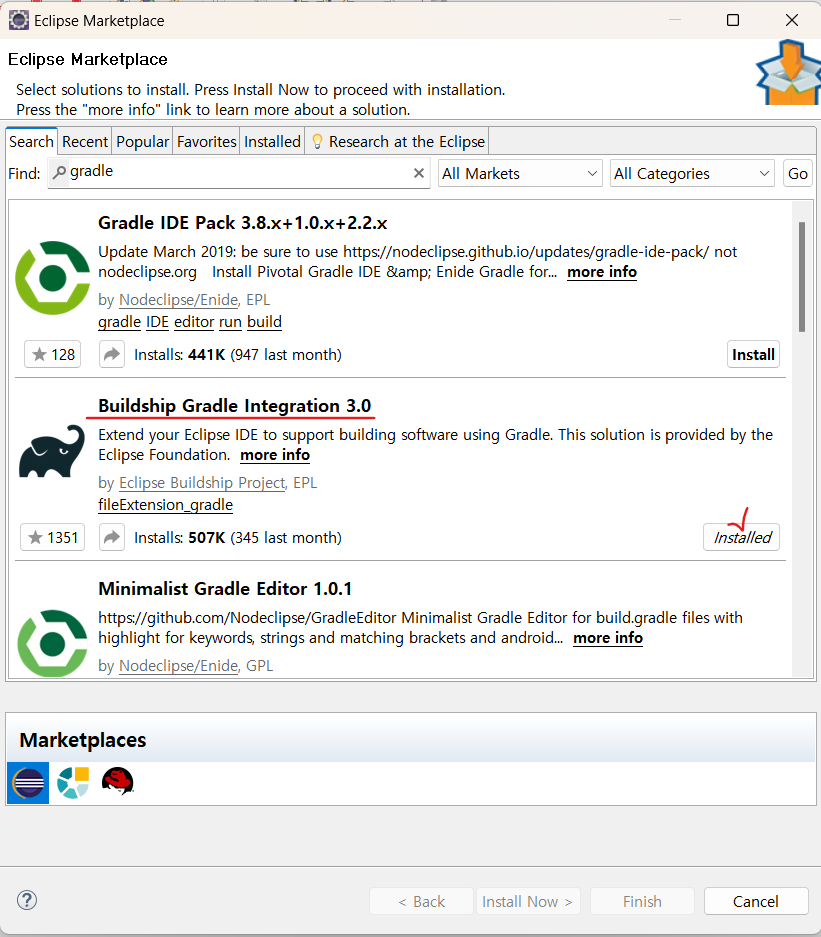 Eclipse Marketplace
Eclipse Marketplace
Select solutions to install. Press Install Now to proceed with installation.
Press the "more info" link to learn more about a solution.
Search Recent Popular Favorites Installed Research at the Eclipse
Find: gradle All Markets All Categories Go
Gradle IDE Pack 3.8.x+1.0.x+2.2.x
Update March 2019: be sure to use https://nodeclipse.github.io/updates/gradle-ide-pack/ not
nodeclipse.org Install Pivotal Gradle IDE &amp; Enide Gradle for... more info
by Nodeclipse/Enide, EPL
gradle IDE editor run build
128 Installs: 441K (947 last month) Install
Buildship Gradle Integration 3.0
Extend your Eclipse IDE to support building software using Gradle. This solution is provided by the
Eclipse Foundation. more info
by Eclipse Buildship Project, EPL
fileExtension_gradle
1351 Installs: 507K (345 last month) Installed
Minimalist Gradle Editor 1.0.1
https://github.com/Nodeclipse/GradleEditor Minimalist Gradle Editor for build.gradle files with
highlight for keywords, strings and matching brackets and android... more info
by Nodeclipse/Enide, GPL
Marketplaces
? < Back Install Now > Finish Cancel